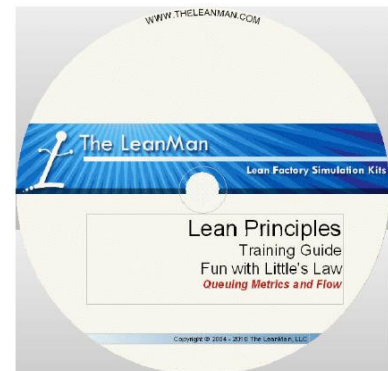 WWW.THELEANMAN.COM
The LeanMan
Lean Factory Simulation Kits
Lean Principles
Training Guide
Fun with Little's Law
Queuing Metrics and Flow
Copyright © 2004 - 2010 The LeanMan, LLC